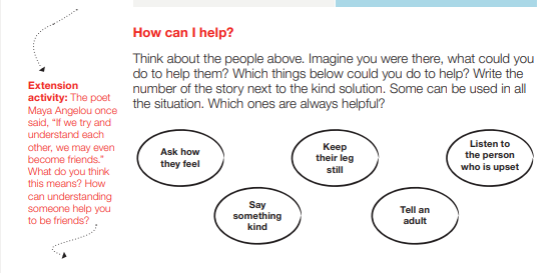 How can I help?
Think about the people above. Imagine you were there, what could you
do to help them? Which things below could you do to help? Write the
number of the story next to the kind solution. Some can be used in all
the situation. Which ones are always helpful?
Extension
activity: The poet
Maya Angelou once
said, "If we try and
understand each
other, we may even
become friends."
What do you think
this means? How
can understanding
someone help you
to be friends?
Ask how
they feel
Keep
their leg
still
Listen to
the person
who is upset
Say
something
kind
Tell an
adult